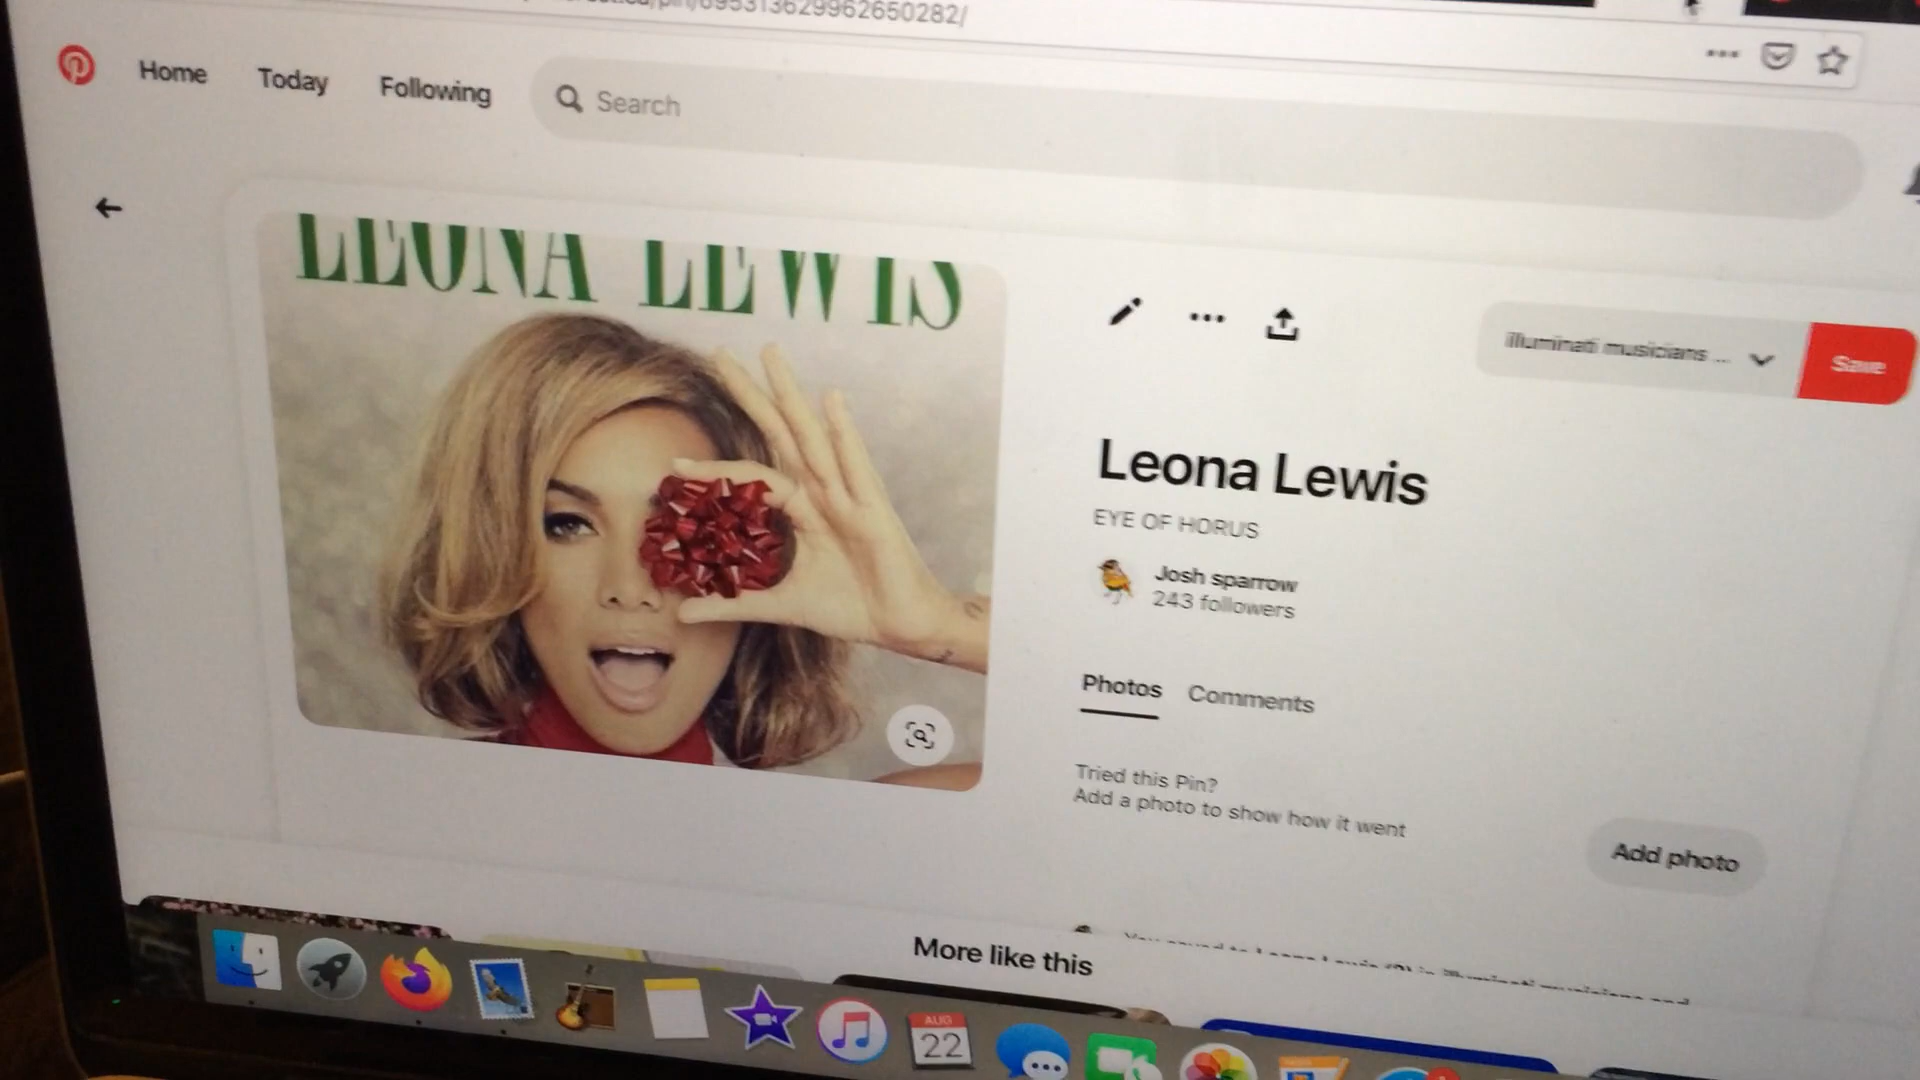 695313629962650282/
Home
Today
Following
Search
LEONA LEWIS
illuminati musicians ...
Save
Leona Lewis
EYE OF HORUS
Josh sparrow
243 followers
Photos
Comments
Tried this Pin?
Add a photo to show how it went
Add photo
More like this
AUG
22